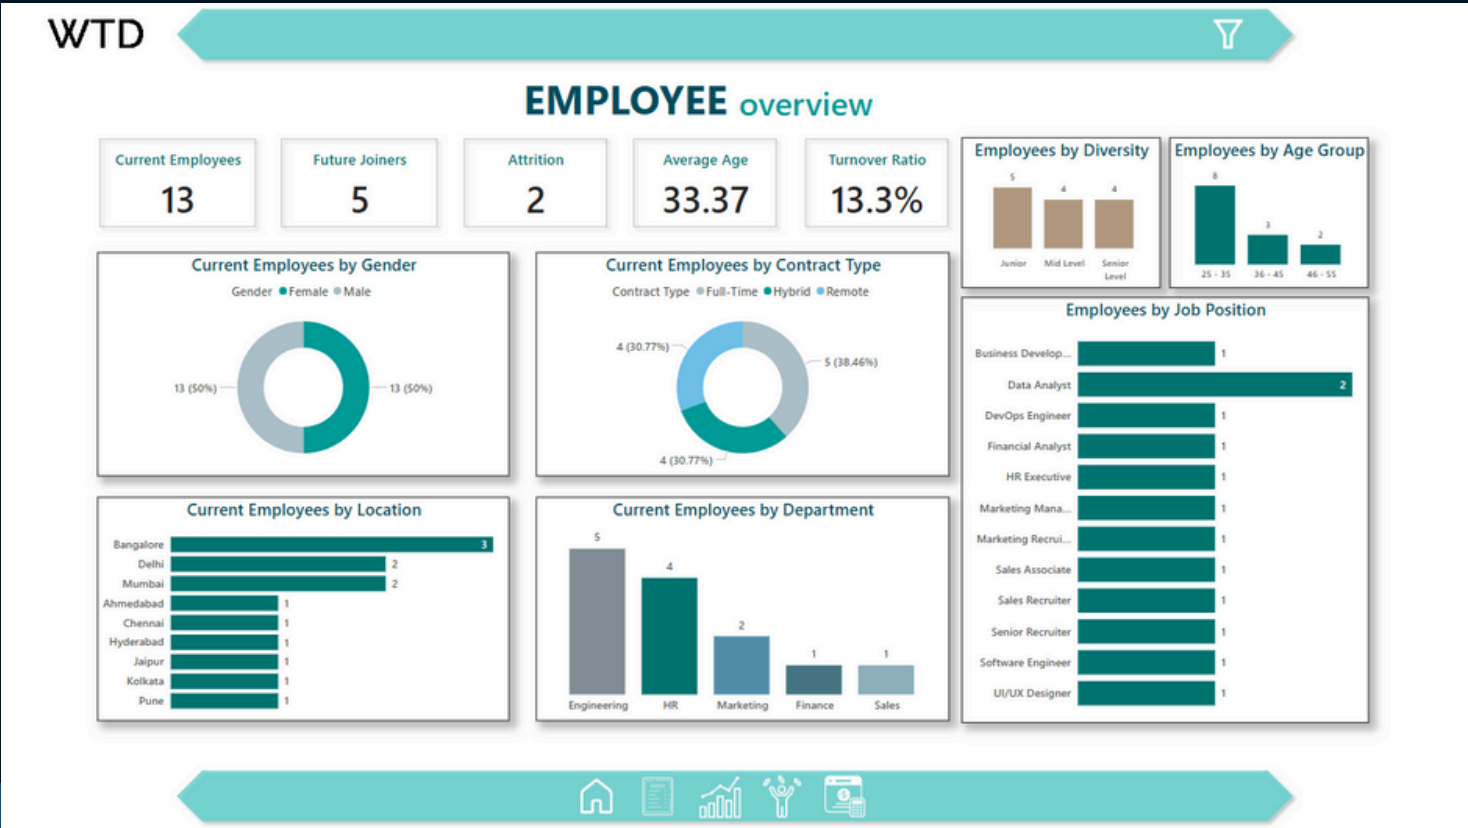 WTD
EMPLOYEE overview
Current Employees
13
Future Joiners
5
Attrition
2
Average Age
33.37
Turnover Ratio
13.3%
Employees by Diversity
5
4
4
Junior
Mid Level
Senior
Level
Employees by Age Group
8
3
2
25 - 35
36 - 45
46 - 55
Current Employees by Gender
Gender Female Male
13 (50%)
13 (50%)
Current Employees by Contract Type
Contract Type Full-Time Hybrid Remote
4 (30.77%)
5 (38.46%)
4 (30.77%)
Employees by Job Position
Business Develop... 1
Data Analyst 2
DevOps Engineer 1
Financial Analyst 1
HR Executive 1
Marketing Mana... 1
Marketing Recrui... 1
Sales Associate 1
Sales Recruiter 1
Senior Recruiter 1
Software Engineer 1
UI/UX Designer 1
Current Employees by Location
Bangalore 3
Delhi 2
Mumbai 2
Ahmedabad 1
Chennai 1
Hyderabad 1
Jaipur 1
Kolkata 1
Pune 1
Current Employees by Department
5
4
2
1
1
Engineering
HR
Marketing
Finance
Sales